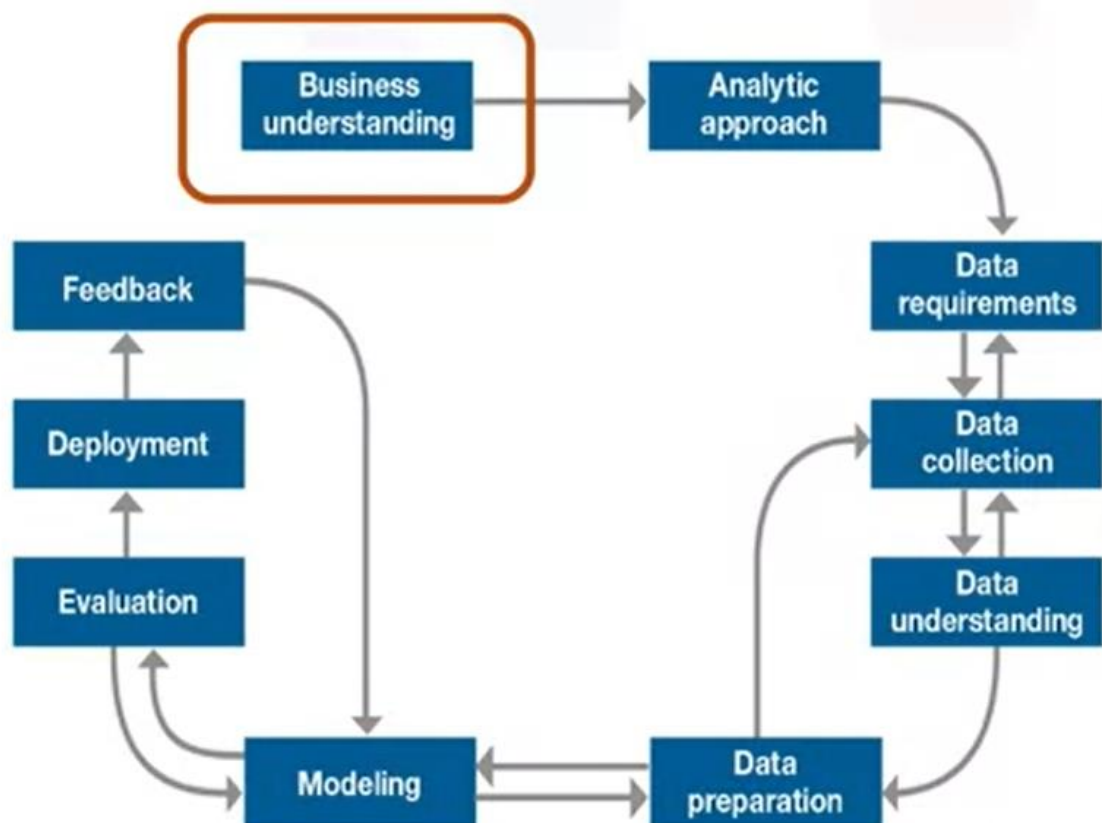 Business
understanding
Analytic
approach
Data
requirements
Data
collection
Data
understanding
Data
preparation
Modeling
Evaluation
Deployment
Feedback